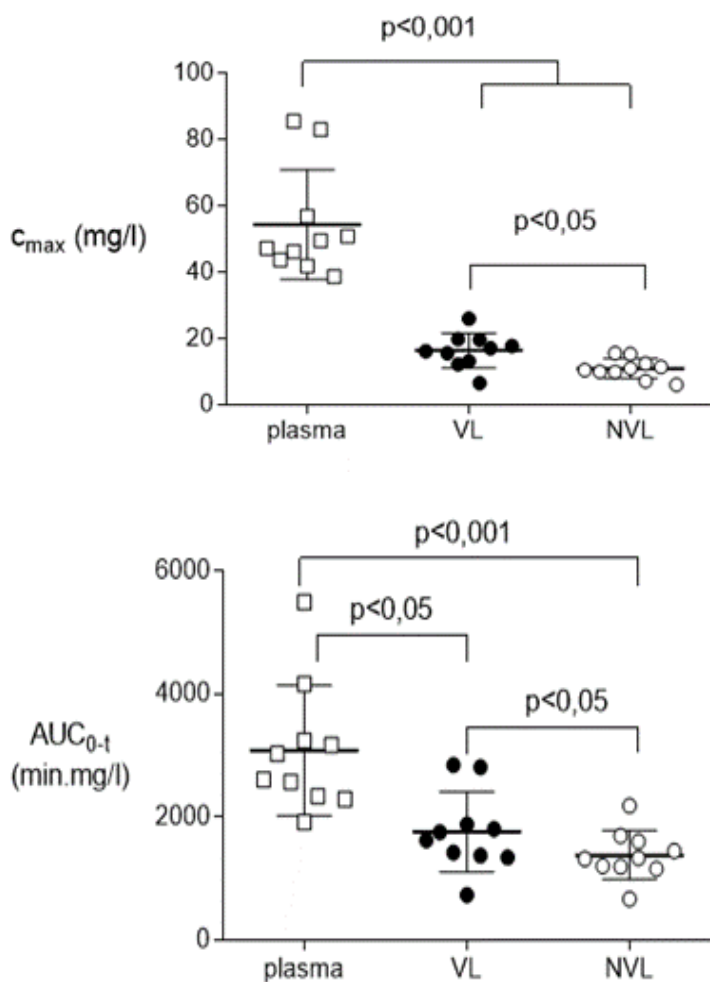 p<0,001
100
80
p<0,05
60
cmax (mg/l)
40
20
0
plasma VL NVL
p<0,001
6000
p<0,05
4000
p<0,05
AUC0-t
(min.mg/l)
2000
0
plasma VL NVL